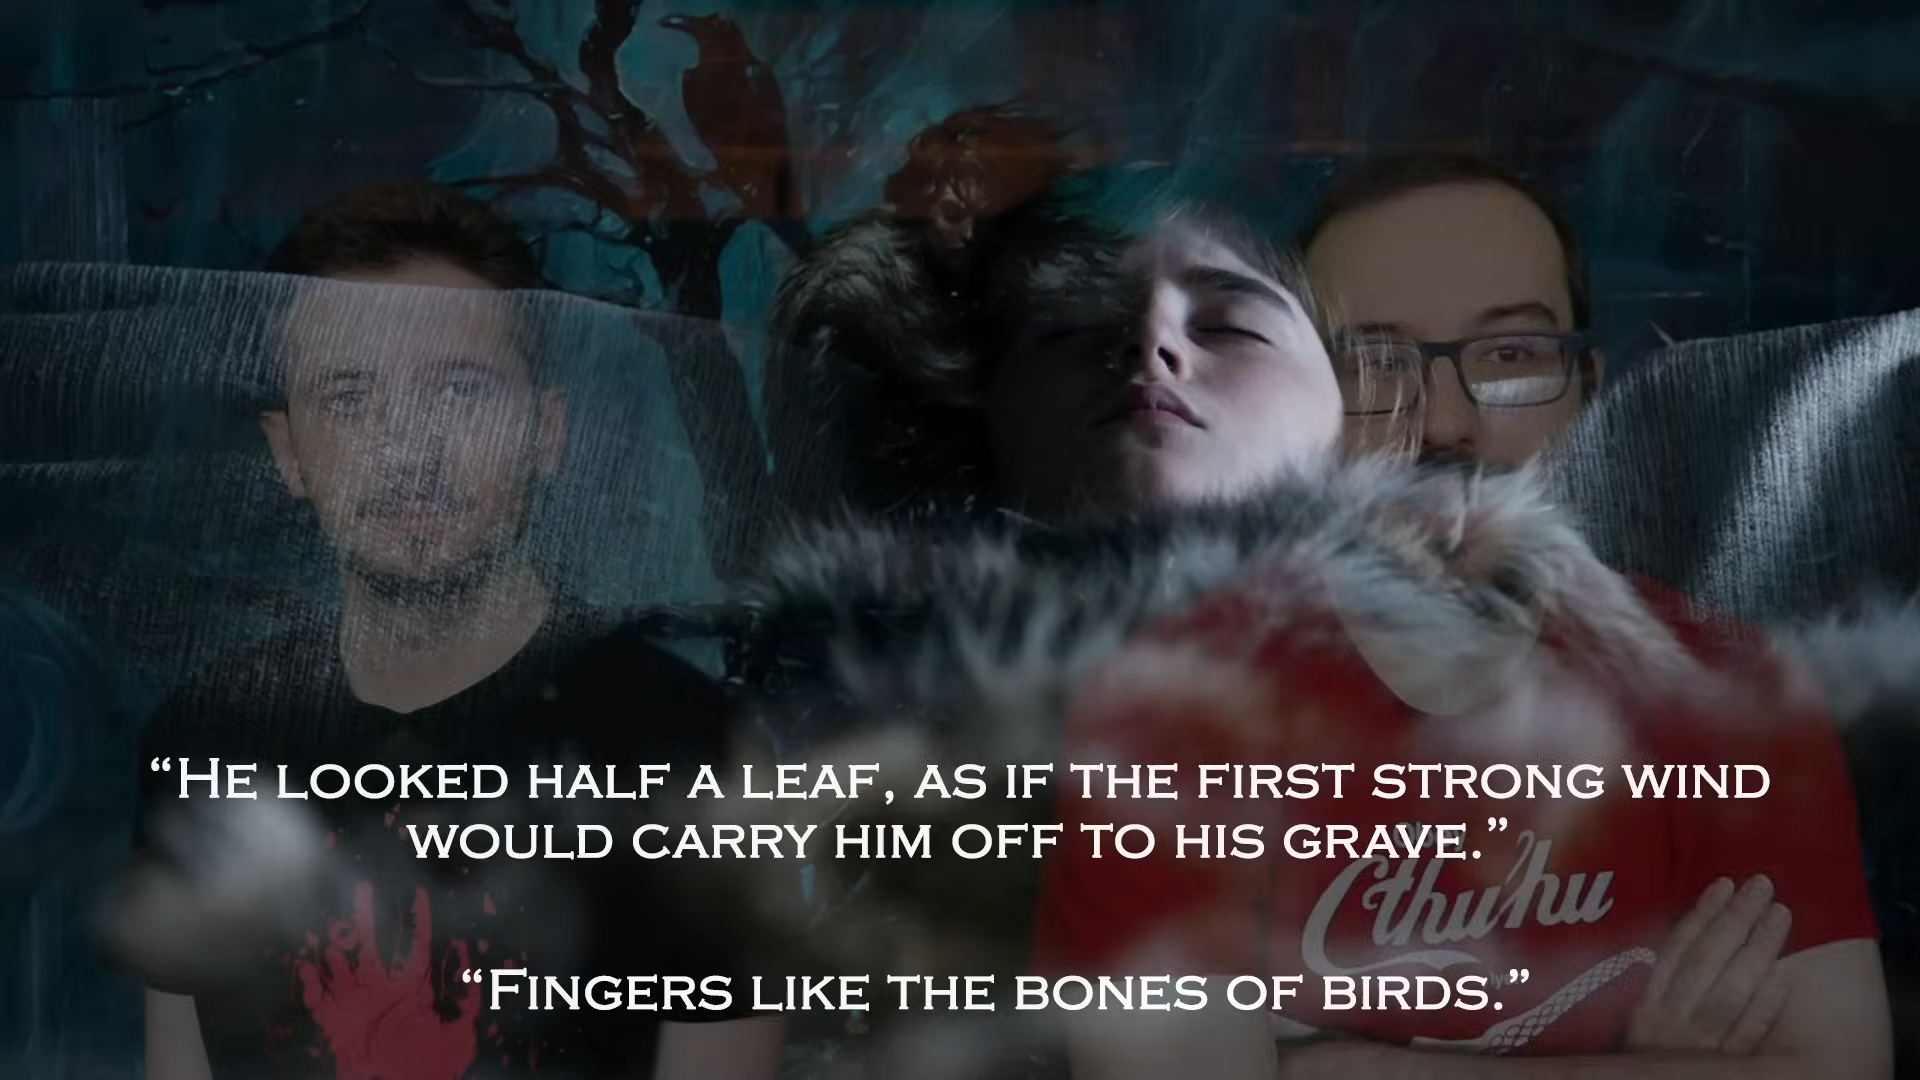 “He looked half a leaf, as if the first strong wind
would carry him off to his grave.”
Cthulhu
“Fingers like the bones of birds.”